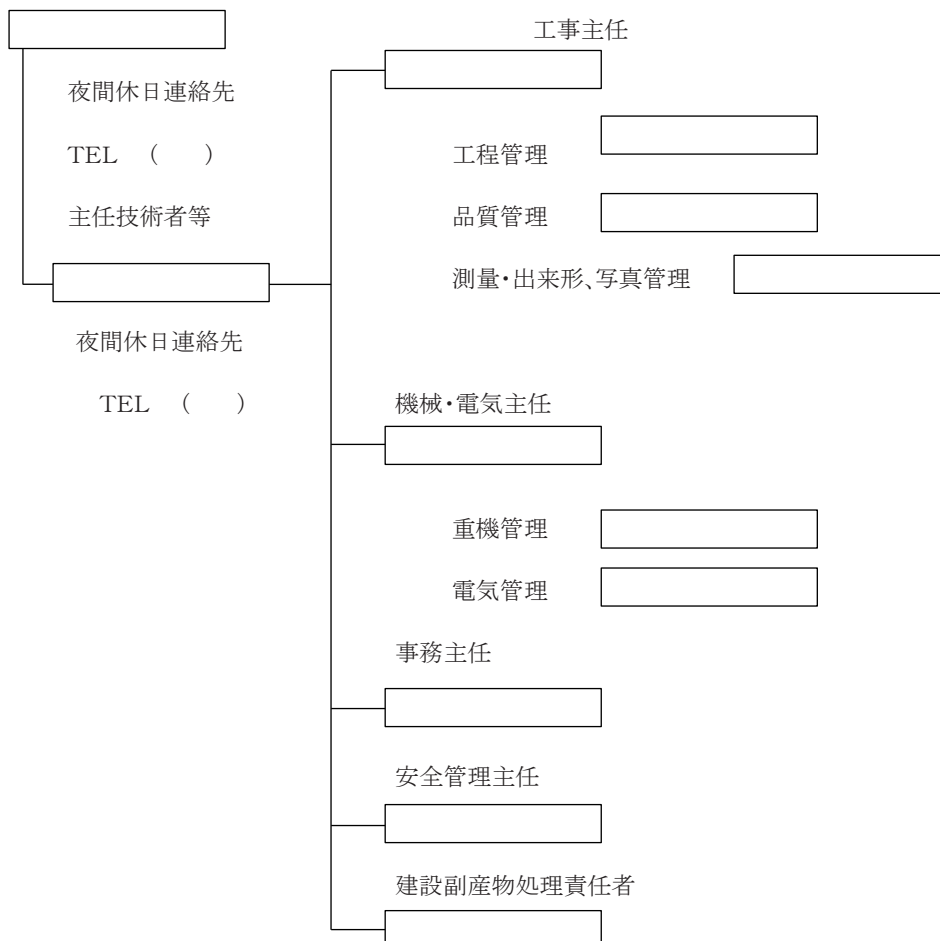 工事主任
夜間休日連絡先
TEL ( )
主任技術者等
工程管理
品質管理
測量・出来形、写真管理
夜間休日連絡先
TEL ( )
機械・電気主任
重機管理
電気管理
事務主任
安全管理主任
建設副産物処理責任者